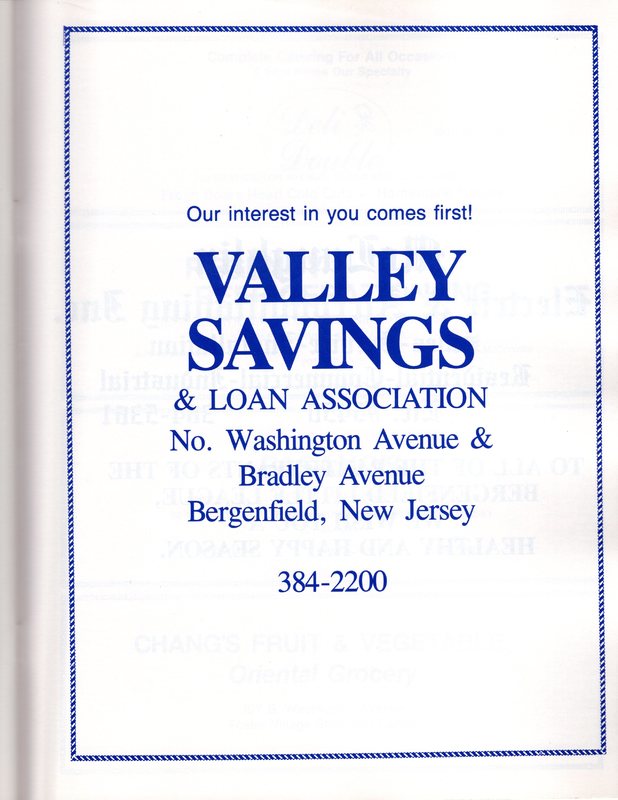 Our interest in you comes first!
VALLEY
SAVINGS
& LOAN ASSOCIATION
No. Washington Avenue &
Bradley Avenue
Bergenfield, New Jersey
384-2200